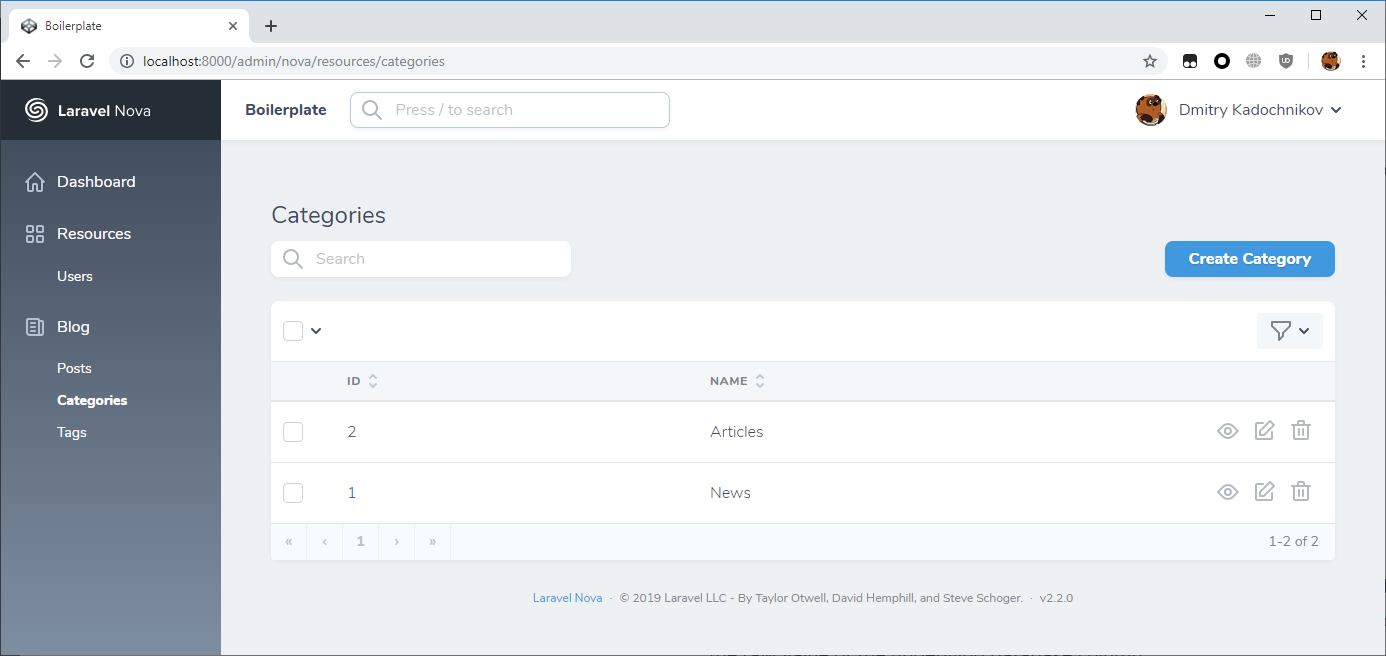 Boilerplate
localhost:8000/admin/nova/resources/categories
Laravel Nova
Boilerplate
Press / to search
Dmitry Kadochnikov
Dashboard
Resources
Users
Blog
Posts
Categories
Tags
Categories
Search
Create Category
ID
NAME
2
Articles
1
News
« ‹ 1 › »
1-2 of 2
Laravel Nova · © 2019 Laravel LLC - By Taylor Otwell, David Hemphill, and Steve Schoger. · v2.2.0